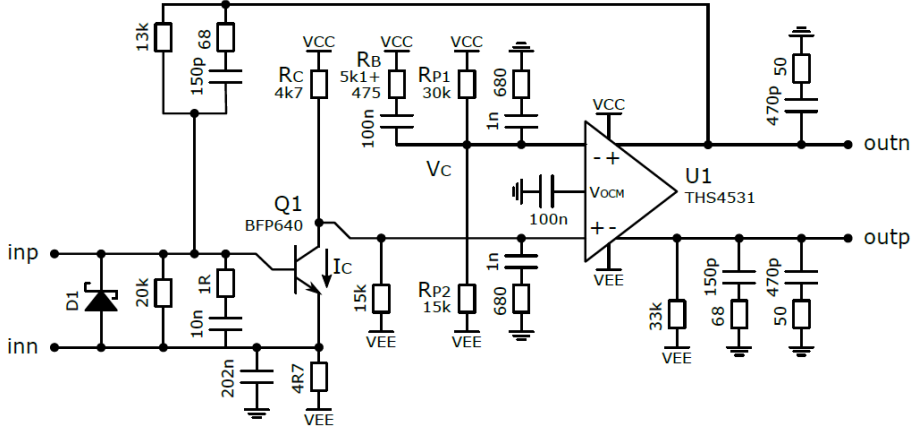 13k
68
150p
VCC
RC
4k7
VCC
RB
5k1+
475
100n
VCC
RP1
30k
680
1n
VCC
50
470p
outn
VC
- +
U1
THS4531
VOCM
100n
+ -
Q1
BFP640
inp
IC
outp
D1
20k
1R
10n
15k
VEE
RP2
15k
VEE
1n
680
VEE
33k
VEE
150p
68
470p
50
inn
202n
4R7
VEE